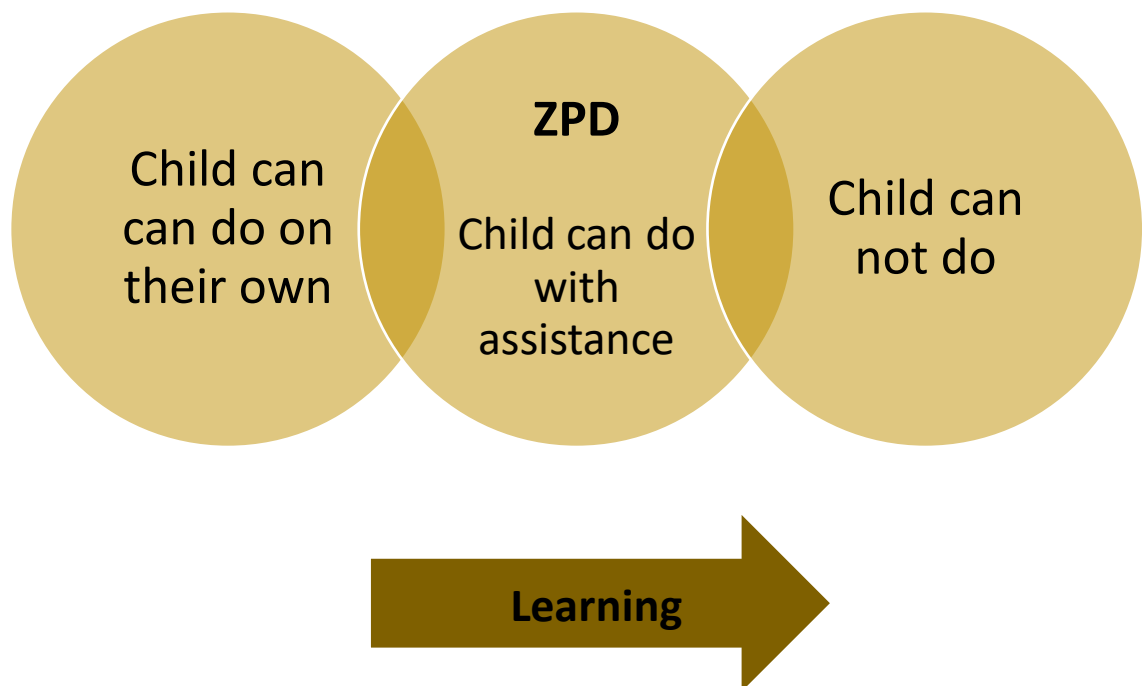 Child can
can do on
their own
ZPD
Child can do
with
assistance
Child can
not do
Learning